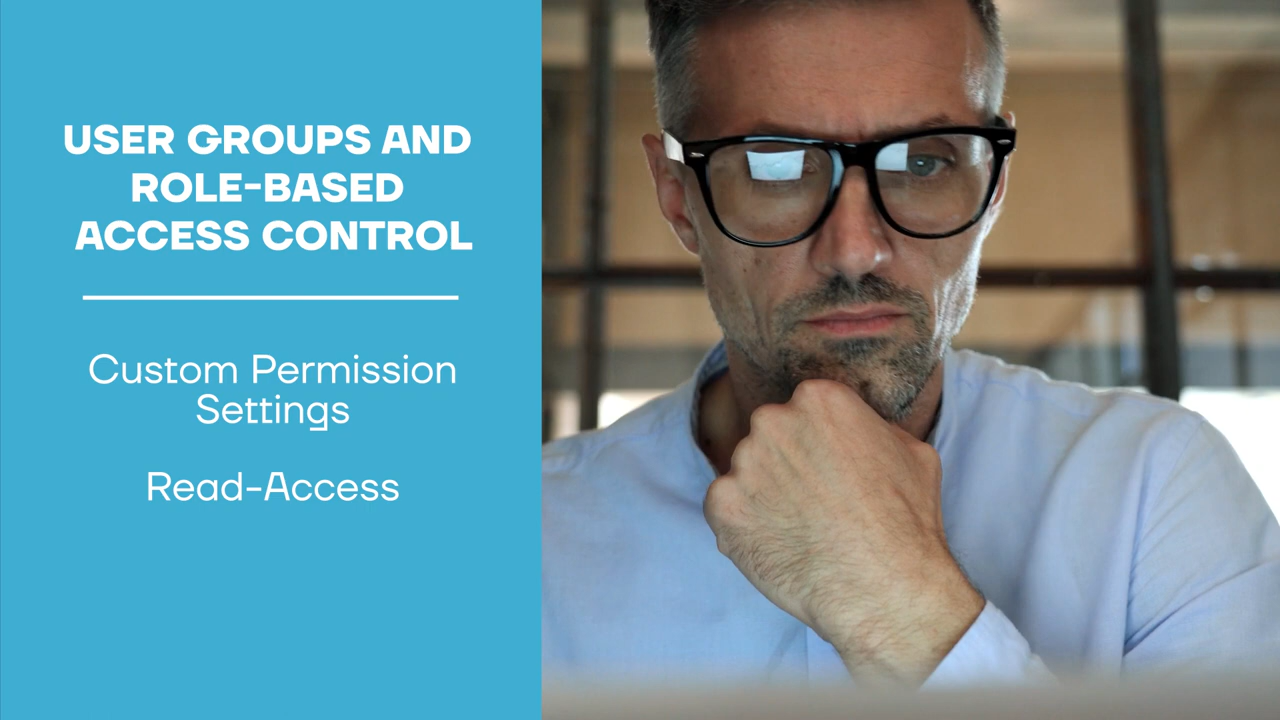 USER GROUPS AND
ROLE-BASED
ACCESS CONTROL
Custom Permission
Settings
Read-Access